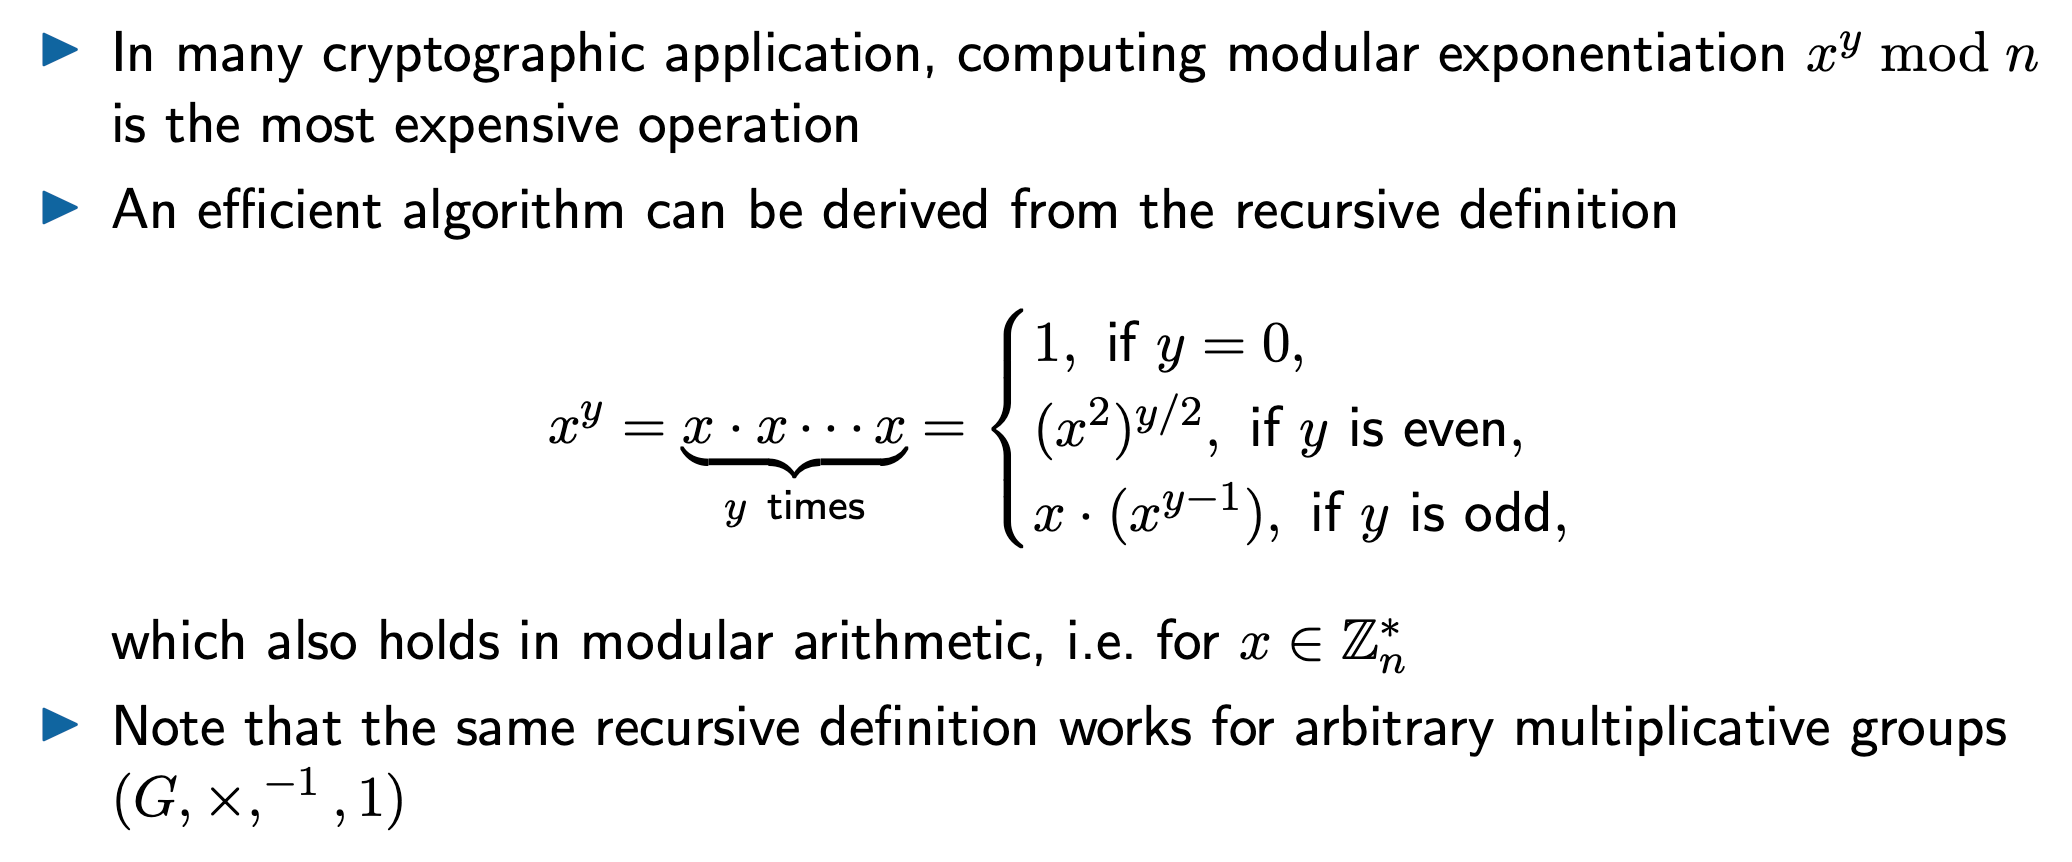 ▶ In many cryptographic application, computing modular exponentiation $x^y \bmod n$
is the most expensive operation
▶ An efficient algorithm can be derived from the recursive definition
$x^y = \underbrace{x \cdot x \cdots x}_{y \text{ times}} = \begin{cases} 1, \text{ if } y = 0, \\ (x^2)^{y/2}, \text{ if } y \text{ is even}, \\ x \cdot (x^{y-1}), \text{ if } y \text{ is odd}, \end{cases}$
which also holds in modular arithmetic, i.e. for $x \in \mathbb{Z}_n^*$
▶ Note that the same recursive definition works for arbitrary multiplicative groups
$(G, \times, ^{-1}, 1)$